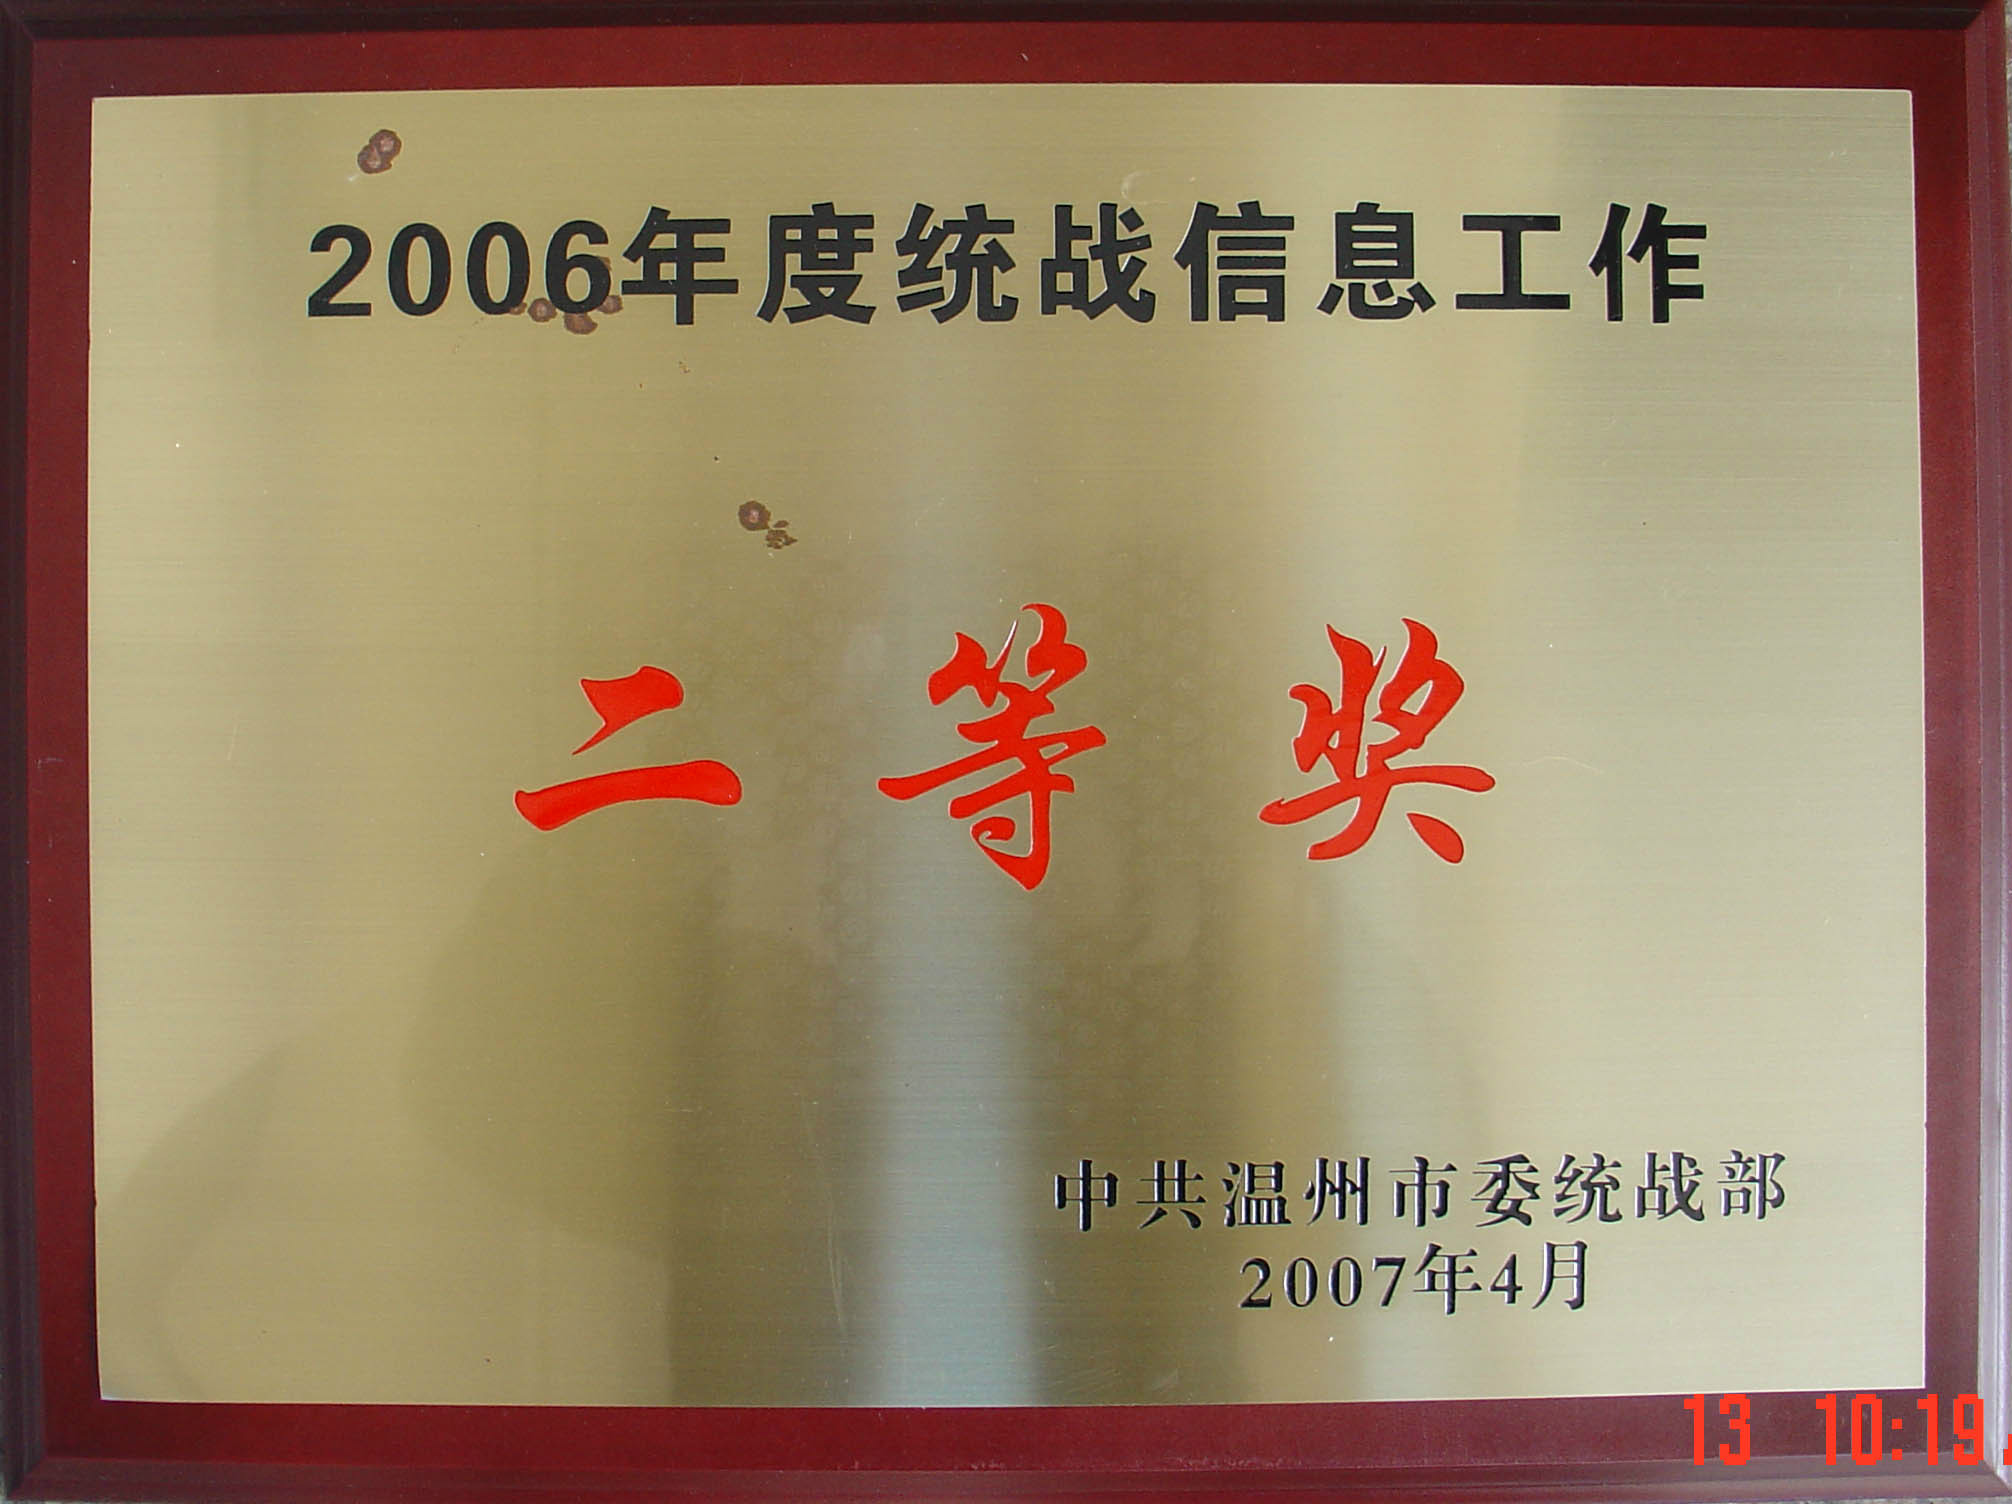 2006年度统战信息工作
二等奖
中共温州市委统战部
2007年4月
13 10:19